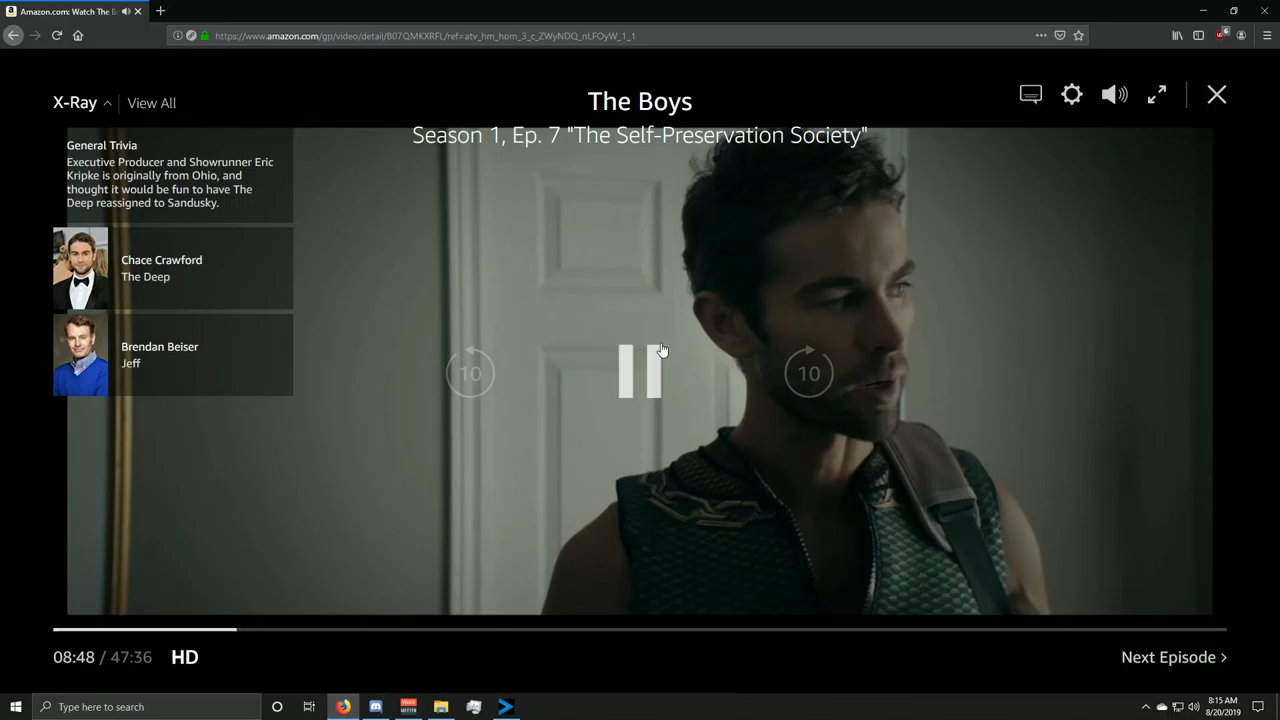 Amazon.com: Watch The B
https://www.amazon.com/gp/video/detail/B07QMKXRFL/ref=atv_hm_hom_3_c_ZWyNDQ_nLFOyW_1_1
6
X-Ray
View All
The Boys
Season 1, Ep. 7 "The Self-Preservation Society"
General Trivia
Executive Producer and Showrunner Eric
Kripke is originally from Ohio, and
thought it would be fun to have The
Deep reassigned to Sandusky.
Chace Crawford
The Deep
Brendan Beiser
Jeff
10
10
08:48 / 47:36 HD
Next Episode
Type here to search
8:15 AM
8/20/2019